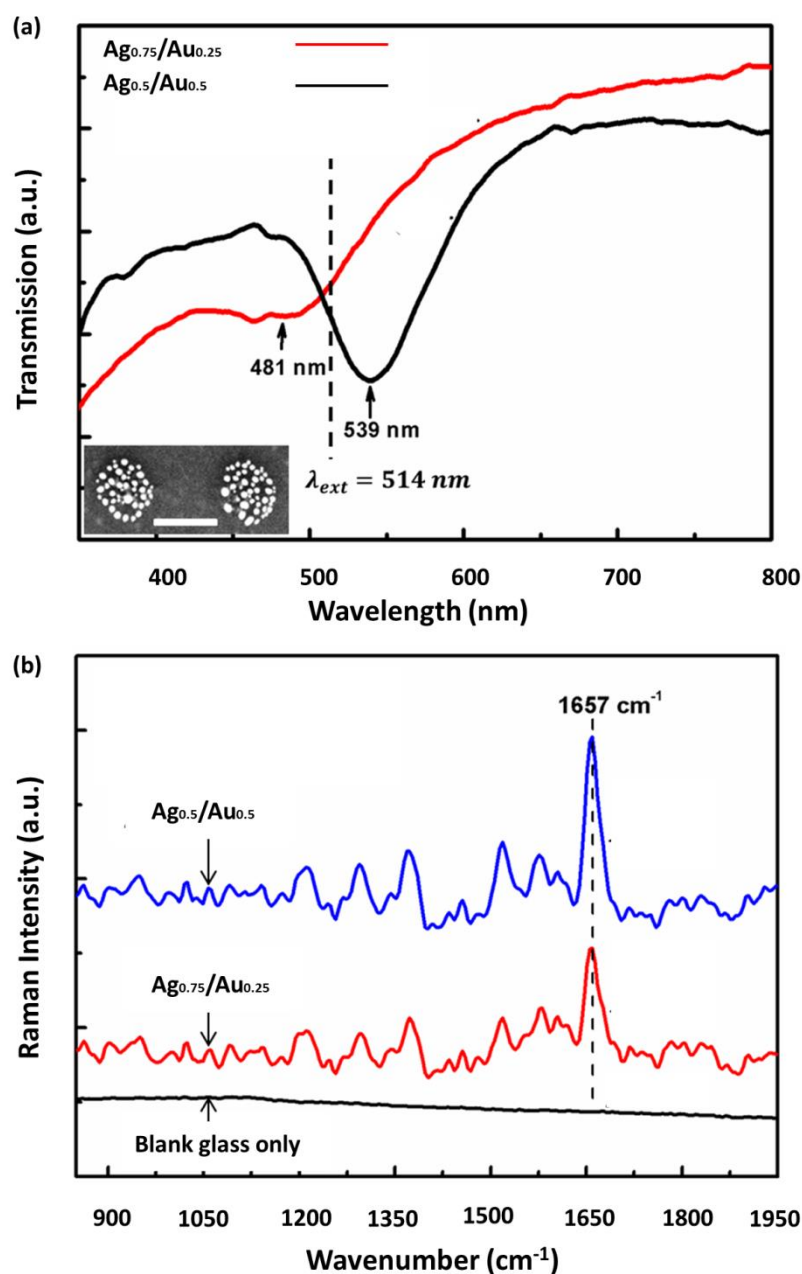 (a)
Ag0.75/Au0.25
Ag0.5/Au0.5
Transmission (a.u.)
481 nm
539 nm
λext = 514 nm
400 500 600 700 800
Wavelength (nm)
(b)
1657 cm-1
Raman Intensity (a.u.)
Ag0.5/Au0.5
Ag0.75/Au0.25
Blank glass only
900 1050 1200 1350 1500 1650 1800 1950
Wavenumber (cm-1)